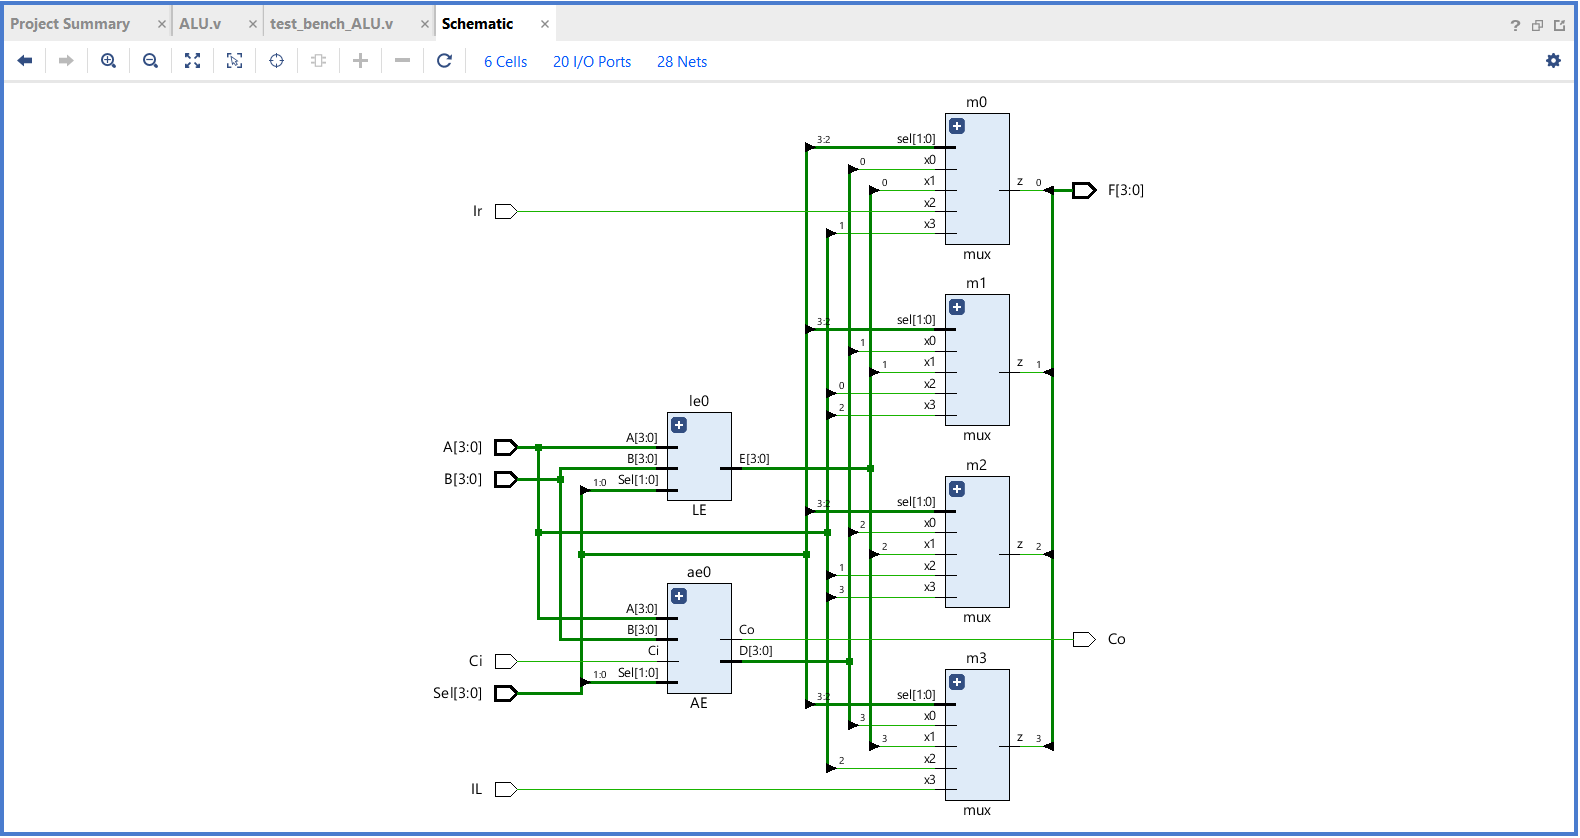 Project Summary × ALU.v × test_bench_ALU.v × Schematic ×
6 Cells 20 I/O Ports 28 Nets
m0
3:2 sel[1:0]
0 x0
0 x1 z 0 F[3:0]
Ir x2
1 x3
mux
m1
3:2 sel[1:0]
1 x0
1 x1 z 1
0 x2
2 x3
mux
le0
A[3:0] A[3:0]
B[3:0] E[3:0]
B[3:0] 1:0 Sel[1:0]
LE
m2
3:2 sel[1:0]
2 x0
2 x1 z 2
1 x2
3 x3
mux
ae0
A[3:0]
B[3:0] Co Co
Ci Ci D[3:0]
Sel[3:0] 1:0 Sel[1:0]
AE
m3
3:2 sel[1:0]
3 x0
3 x1 z 3
2 x2
IL x3
mux